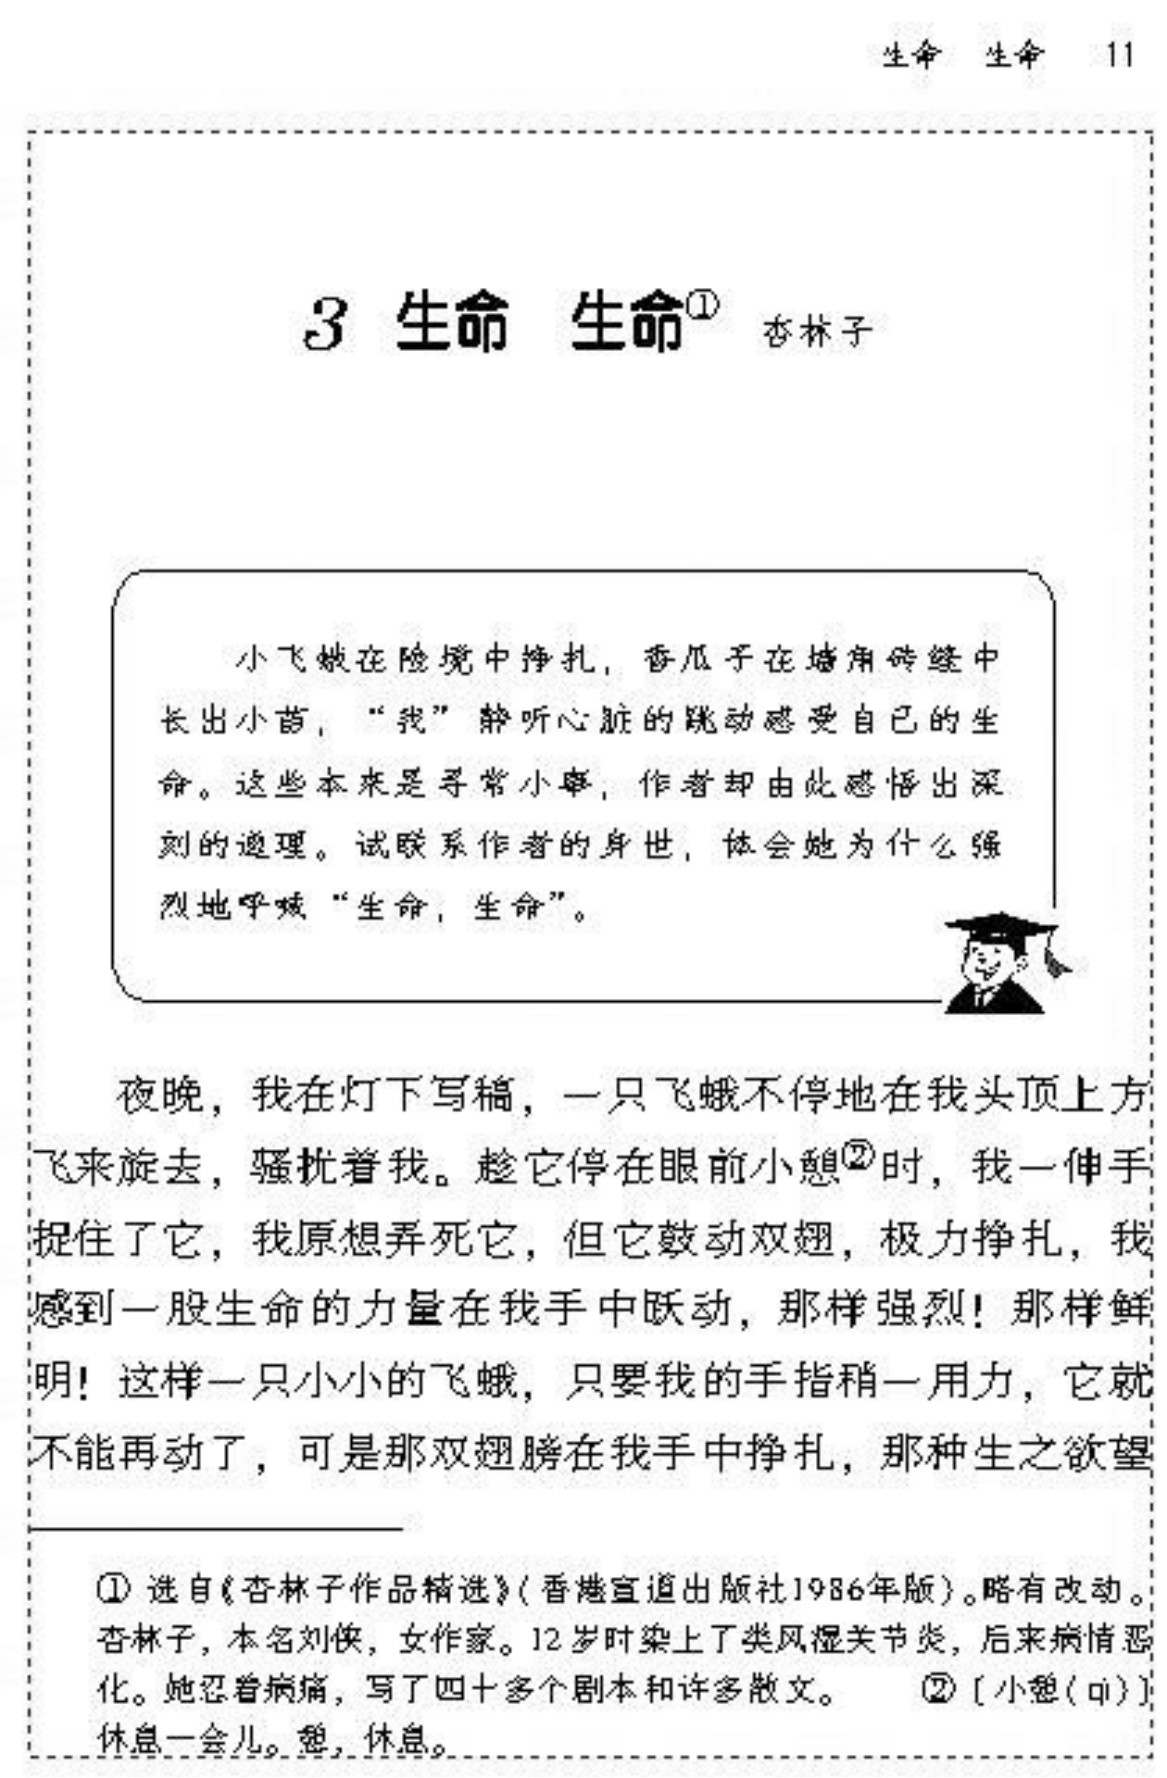 生命 生命 11
3 生命 生命① 杏林子
小飞蛾在险境中挣扎，香瓜子在墙角砖缝中
长出小苗，“我”静听心脏的跳动感受自己的生
命。这些本来是寻常小事，作者却由此感悟出深
刻的道理。试联系作者的身世，体会她为什么强
烈地呼喊“生命，生命”。
夜晚，我在灯下写稿，一只飞蛾不停地在我头顶上方
飞来旋去，骚扰着我。趁它停在眼前小憩②时，我一伸手
捉住了它，我原想弄死它，但它鼓动双翅，极力挣扎，我
感到一股生命的力量在我手中跃动，那样强烈！那样鲜
明！这样一只小小的飞蛾，只要我的手指稍一用力，它就
不能再动了，可是那双翅膀在我手中挣扎，那种生之欲望
① 选自《杏林子作品精选》(香港宣道出版社1986年版)。略有改动。
杏林子，本名刘侠，女作家。12岁时染上了类风湿关节炎，后来病情恶
化。她忍着病痛，写了四十多个剧本和许多散文。 ②〔小憩(qì)〕
休息一会儿。憩，休息。